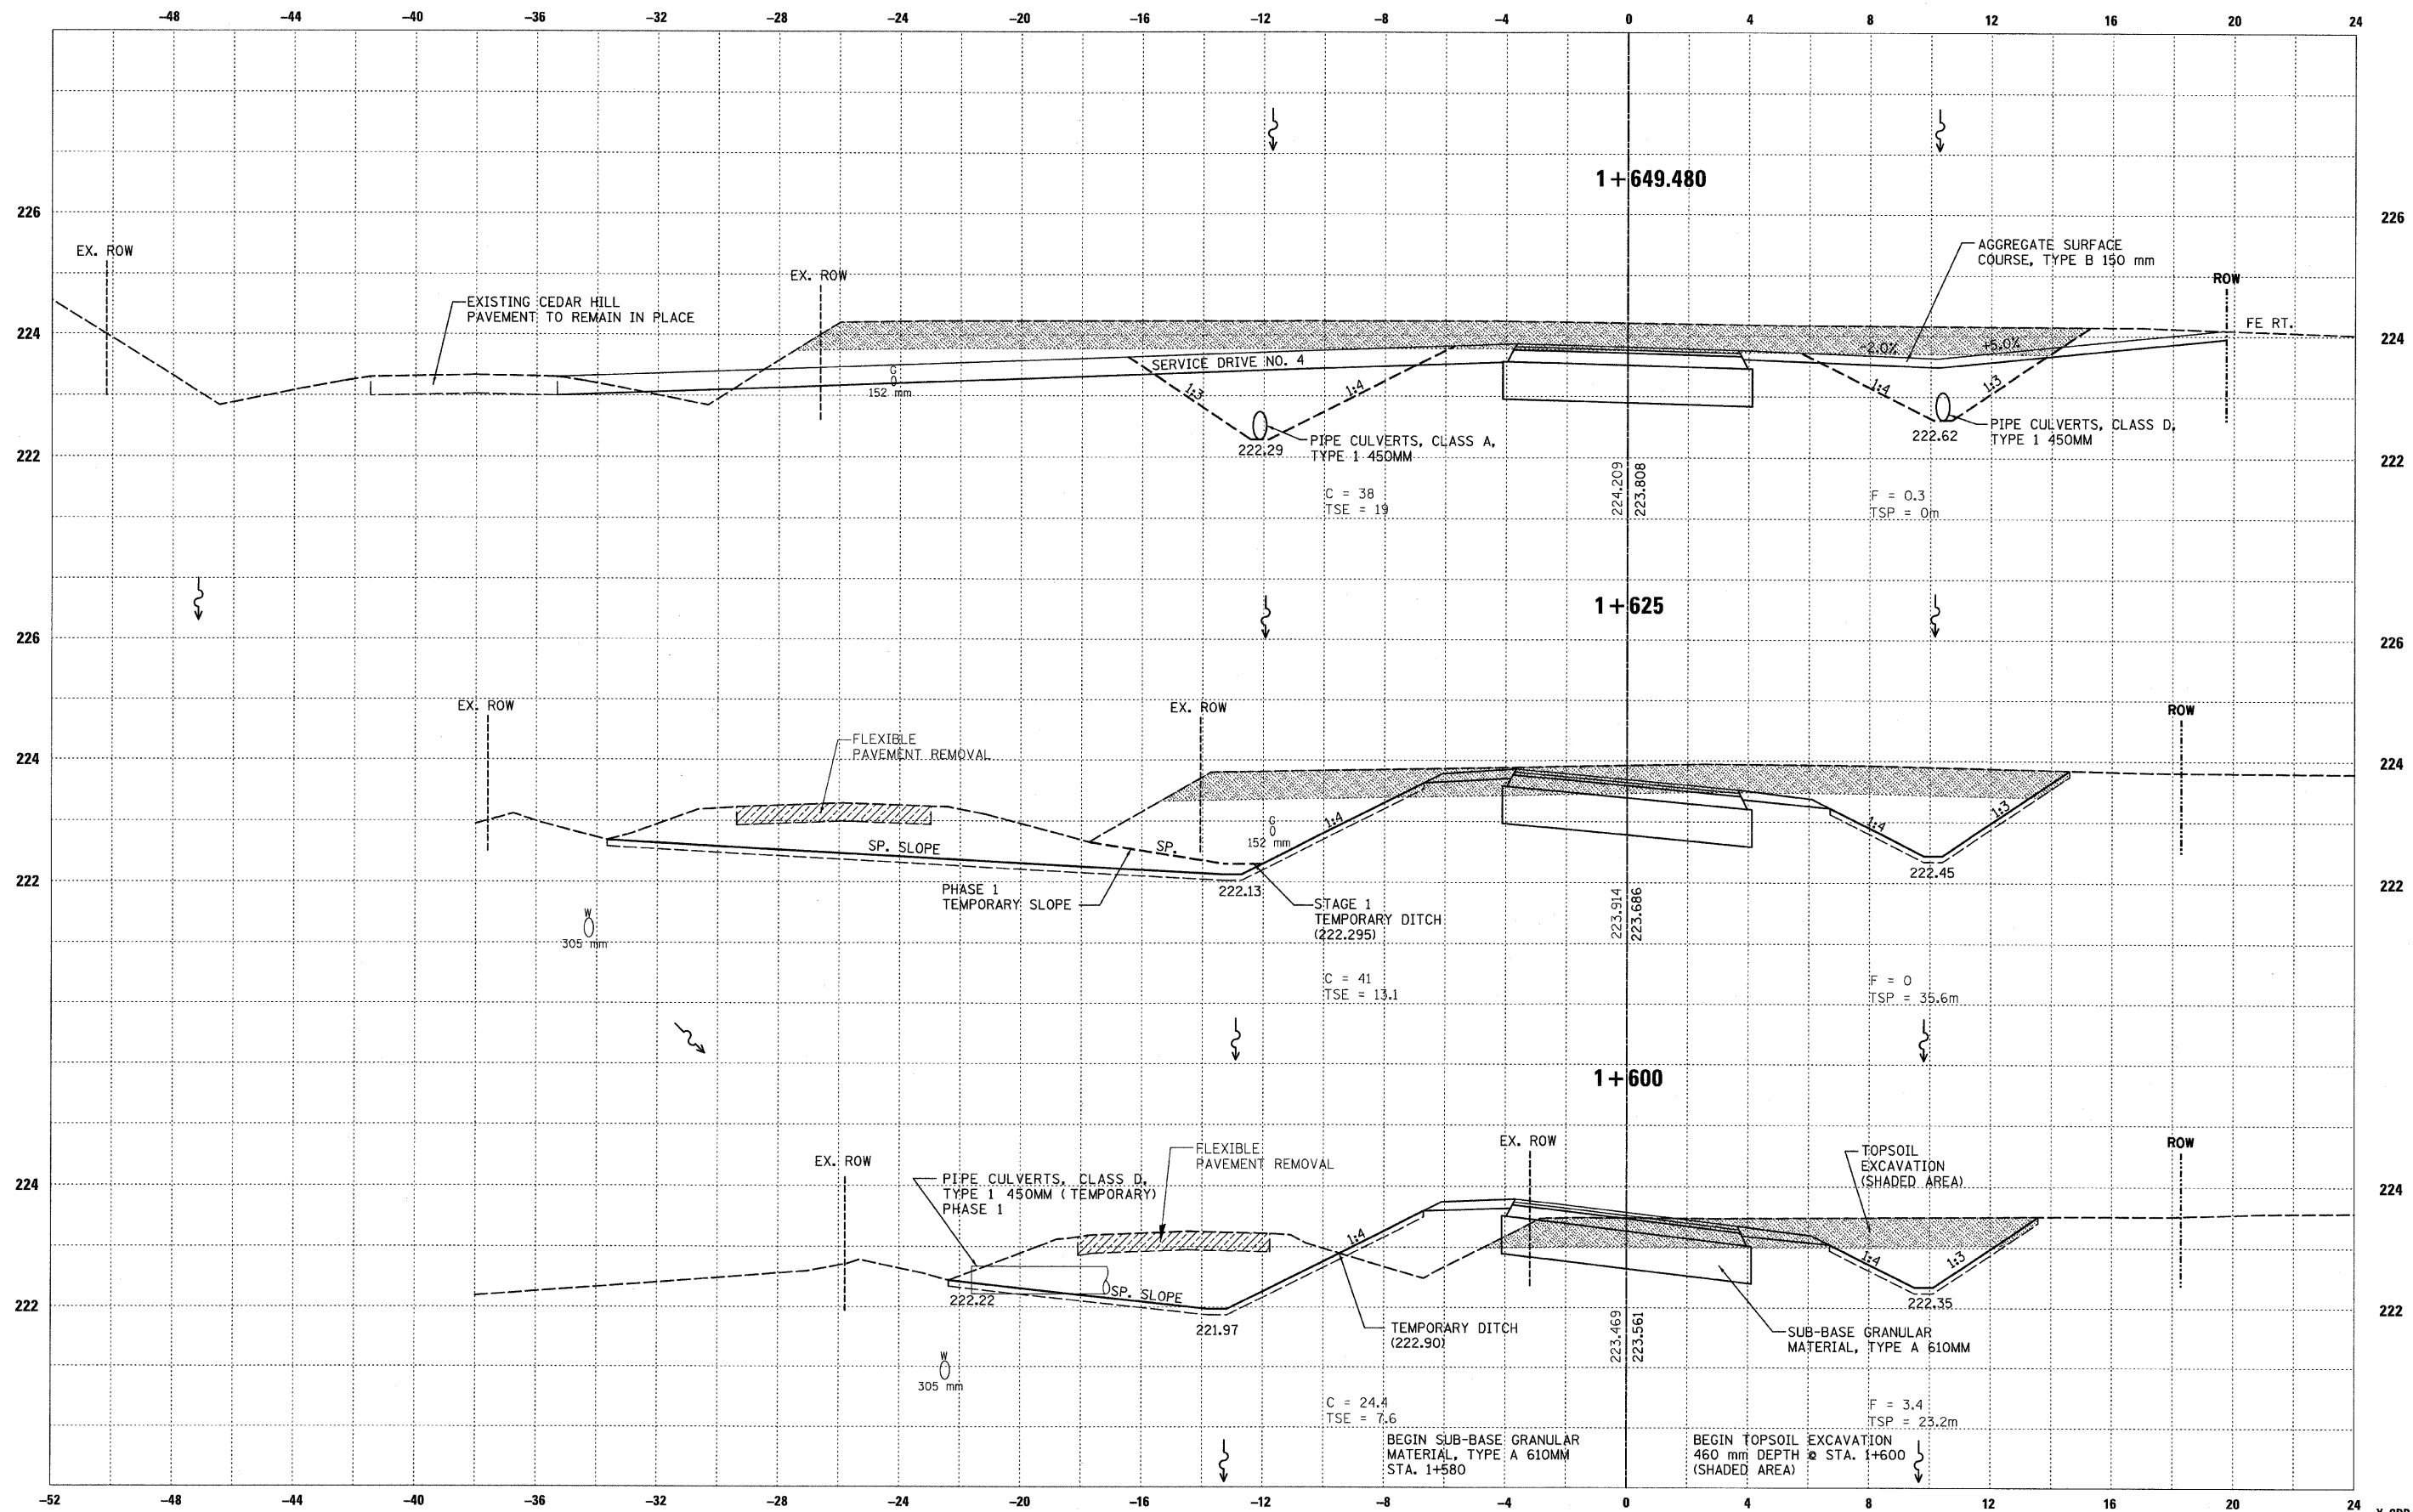 −48 −44 −40 −36 −32 −28 −24 −20 −16 −12 −8 −4 0 4 8 12 16 20 24
1+649.480
226 226
EX. ROW
EX. ROW
AGGREGATE SURFACE
COURSE, TYPE B 150 mm
ROW
EXISTING CEDAR HILL
PAVEMENT TO REMAIN IN PLACE
FE RT.
224 224
SERVICE DRIVE NO. 4
-2.0%
+5.0%
G
152 mm
1:3
1:4
1:4
1:3
PIPE CULVERTS, CLASS A,
TYPE 1 450MM
222.29
PIPE CULVERTS, CLASS D,
TYPE 1 450MM
222.62
222 222
224.209
223.808
C = 38
TSE = 19
F = 0.3
TSP = 0m
1+625
226 226
EX. ROW
EX. ROW
ROW
FLEXIBLE
PAVEMENT REMOVAL
224 224
G
152 mm
1:4
1:4
1:3
SP. SLOPE
SP.
222 222
PHASE 1
TEMPORARY SLOPE
222.13
STAGE 1
TEMPORARY DITCH
(222.295)
222.45
W
305 mm
223.914
223.686
C = 41
TSE = 13.1
F = 0
TSP = 35.6m
1+600
EX. ROW
EX. ROW
ROW
FLEXIBLE
PAVEMENT REMOVAL
TOPSOIL
EXCAVATION
(SHADED AREA)
224 224
PIPE CULVERTS, CLASS D,
TYPE 1 450MM (TEMPORARY)
PHASE 1
1:4
1:4
1:3
SP. SLOPE
222 222
222.22
221.97
222.35
TEMPORARY DITCH
(222.90)
223.469
223.561
SUB-BASE GRANULAR
MATERIAL, TYPE A 610MM
W
305 mm
C = 24.4
TSE = 7.6
F = 3.4
TSP = 23.2m
BEGIN SUB-BASE GRANULAR
MATERIAL, TYPE A 610MM
STA. 1+580
BEGIN TOPSOIL EXCAVATION
460 mm DEPTH @ STA. 1+600
(SHADED AREA)
−52 −48 −44 −40 −36 −32 −28 −24 −20 −16 −12 −8 −4 0 4 8 12 16 20 24